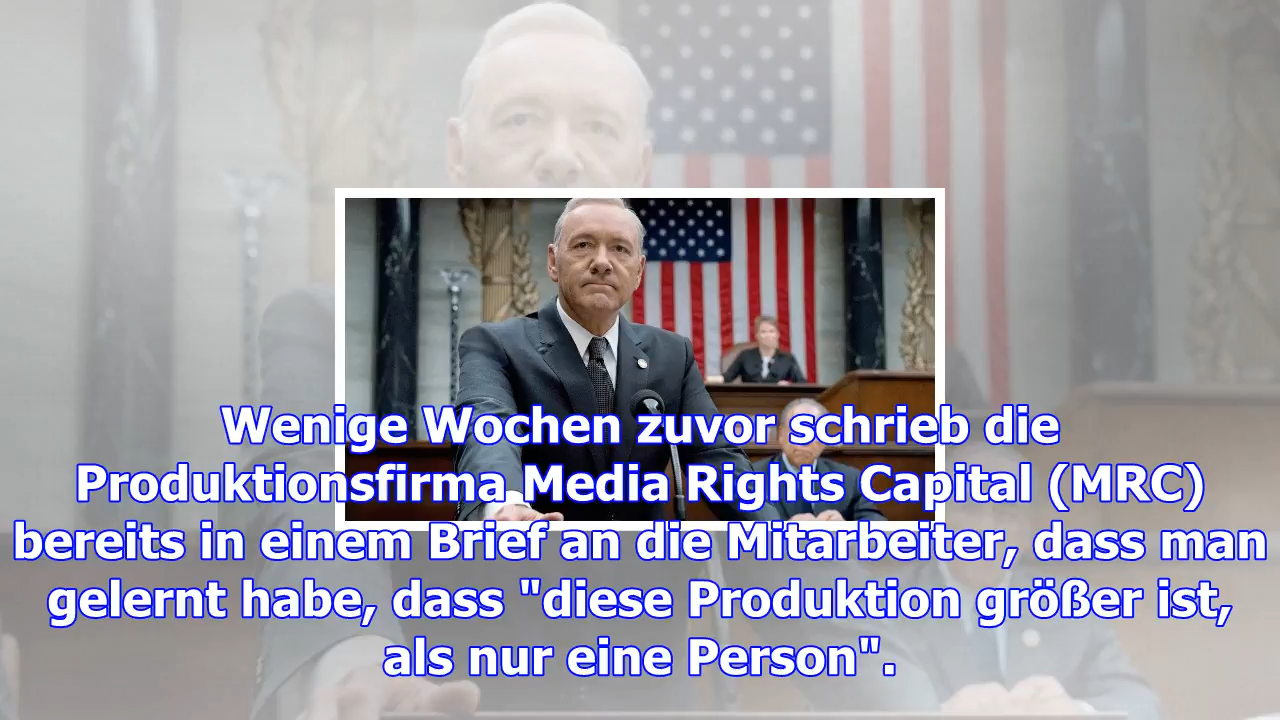 Wenige Wochen zuvor schrieb die
Produktionsfirma Media Rights Capital (MRC)
bereits in einem Brief an die Mitarbeiter, dass man
gelernt habe, dass "diese Produktion größer ist,
als nur eine Person".